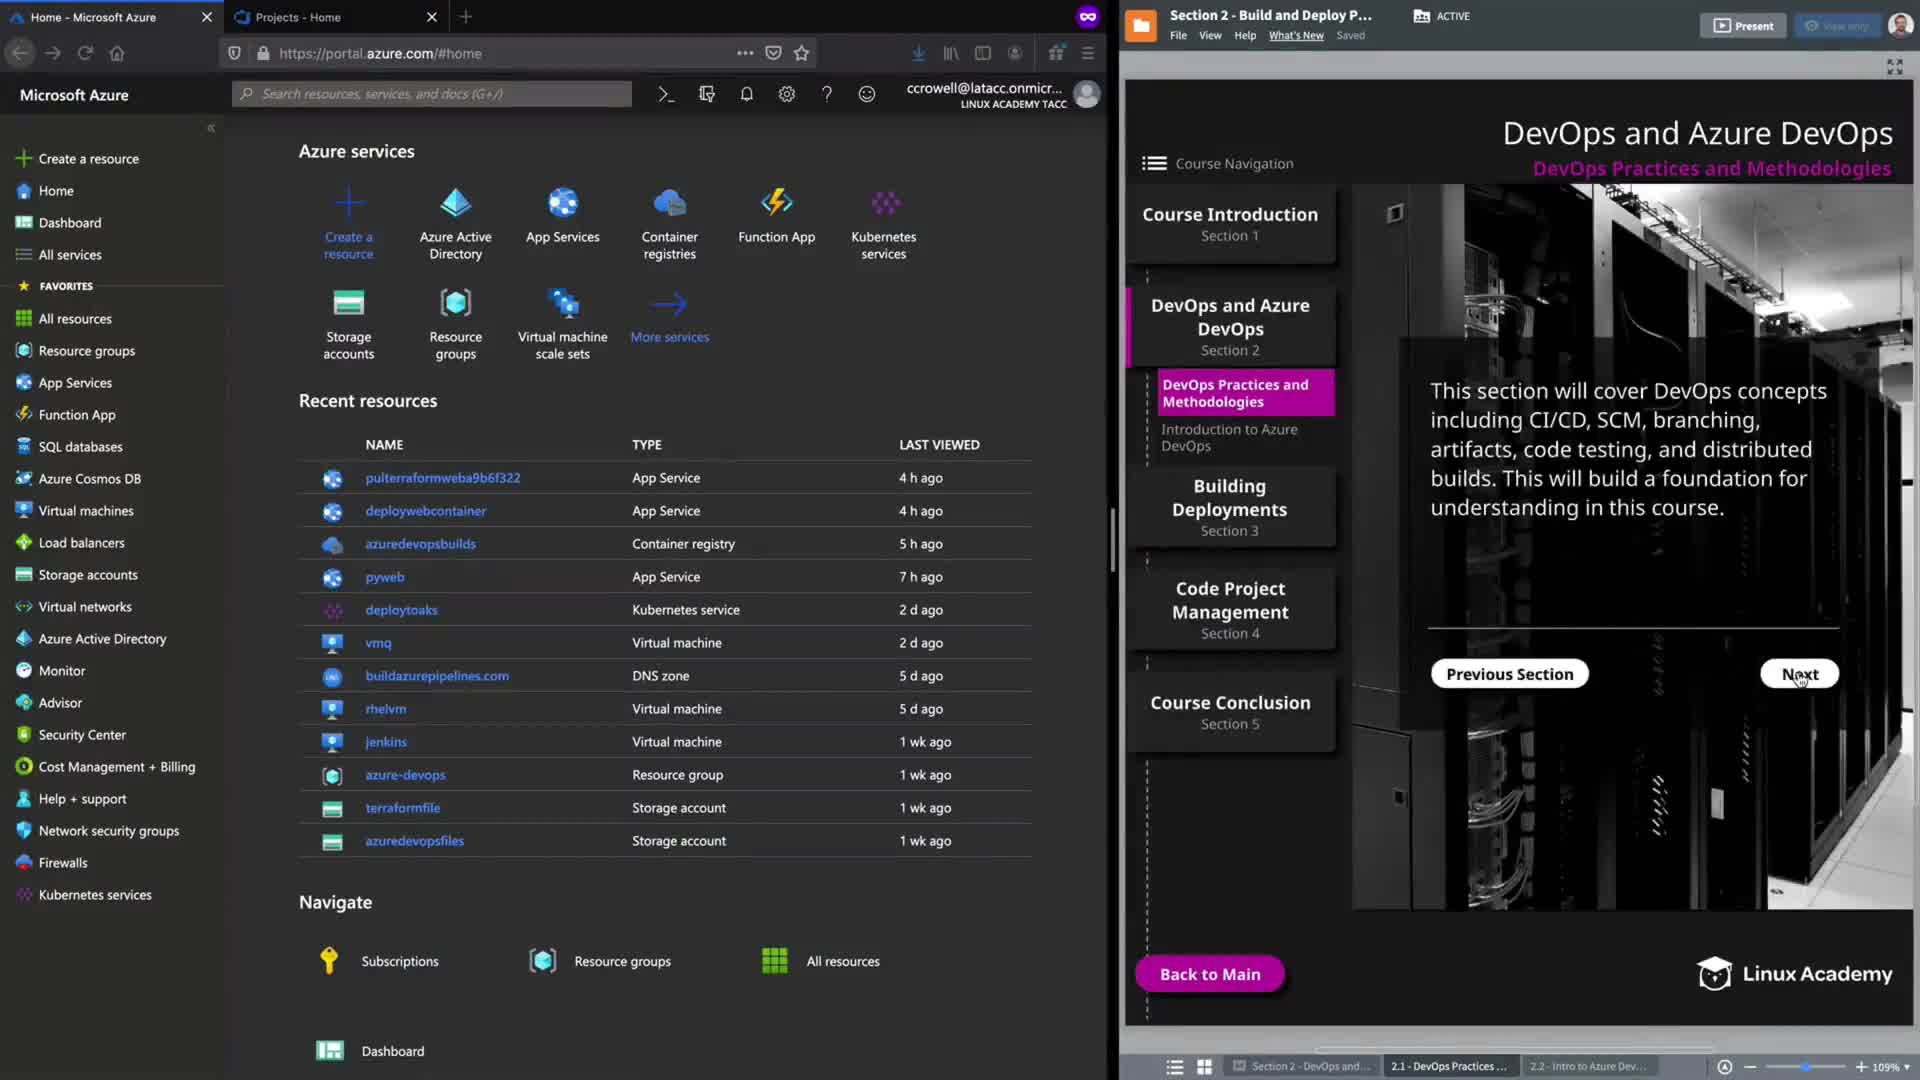 Home - Microsoft Azure
Projects - Home
https://portal.azure.com/#home
Microsoft Azure
Search resources, services, and docs (G+/)
ccrowell@latacc.onmicr...
LINUX ACADEMY TACC
Create a resource
Home
Dashboard
All services
FAVORITES
All resources
Resource groups
App Services
Function App
SQL databases
Azure Cosmos DB
Virtual machines
Load balancers
Storage accounts
Virtual networks
Azure Active Directory
Monitor
Advisor
Security Center
Cost Management + Billing
Help + support
Network security groups
Firewalls
Kubernetes services
Azure services
Create a
resource
Azure Active
Directory
App Services
Container
registries
Function App
Kubernetes
services
Storage
accounts
Resource
groups
Virtual machine
scale sets
More services
Recent resources
NAME TYPE LAST VIEWED
pulterraformweba9b6f322 App Service 4 h ago
deploywebcontainer App Service 4 h ago
azuredevopsbuilds Container registry 5 h ago
pyweb App Service 7 h ago
deploytoaks Kubernetes service 2 d ago
vmq Virtual machine 2 d ago
buildazurepipelines.com DNS zone 5 d ago
rhelvm Virtual machine 5 d ago
jenkins Virtual machine 1 wk ago
azure-devops Resource group 1 wk ago
terraformfile Storage account 1 wk ago
azuredevopsfiles Storage account 1 wk ago
Navigate
Subscriptions
Resource groups
All resources
Dashboard
Section 2 - Build and Deploy P...
ACTIVE
File View Help What's New Saved
Present
View only
DevOps and Azure DevOps
DevOps Practices and Methodologies
Course Navigation
Course Introduction
Section 1
DevOps and Azure
DevOps
Section 2
DevOps Practices and
Methodologies
Introduction to Azure
DevOps
Building
Deployments
Section 3
Code Project
Management
Section 4
Course Conclusion
Section 5
This section will cover DevOps concepts
including CI/CD, SCM, branching,
artifacts, code testing, and distributed
builds. This will build a foundation for
understanding in this course.
Previous Section
Next
Back to Main
Linux Academy
Section 2 - DevOps and...
2.1 - DevOps Practices ...
2.2 - Intro to Azure Dev...
109%